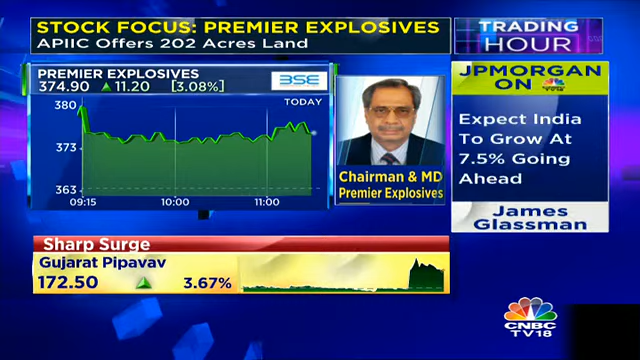 STOCK FOCUS: PREMIER EXPLOSIVES
APIIC Offers 202 Acres Land
TRADING
HOUR
PREMIER EXPLOSIVES
374.90 ▲ 11.20 [3.08%]
BSE
TODAY
380
373
363
09:15 10:00 11:00
Chairman & MD
Premier Explosives
JPMORGAN
ON CNBC TV18
Expect India
To Grow At
7.5% Going
Ahead
James
Glassman
Sharp Surge
Gujarat Pipavav
172.50 ▲ 3.67%
CNBC
TV18